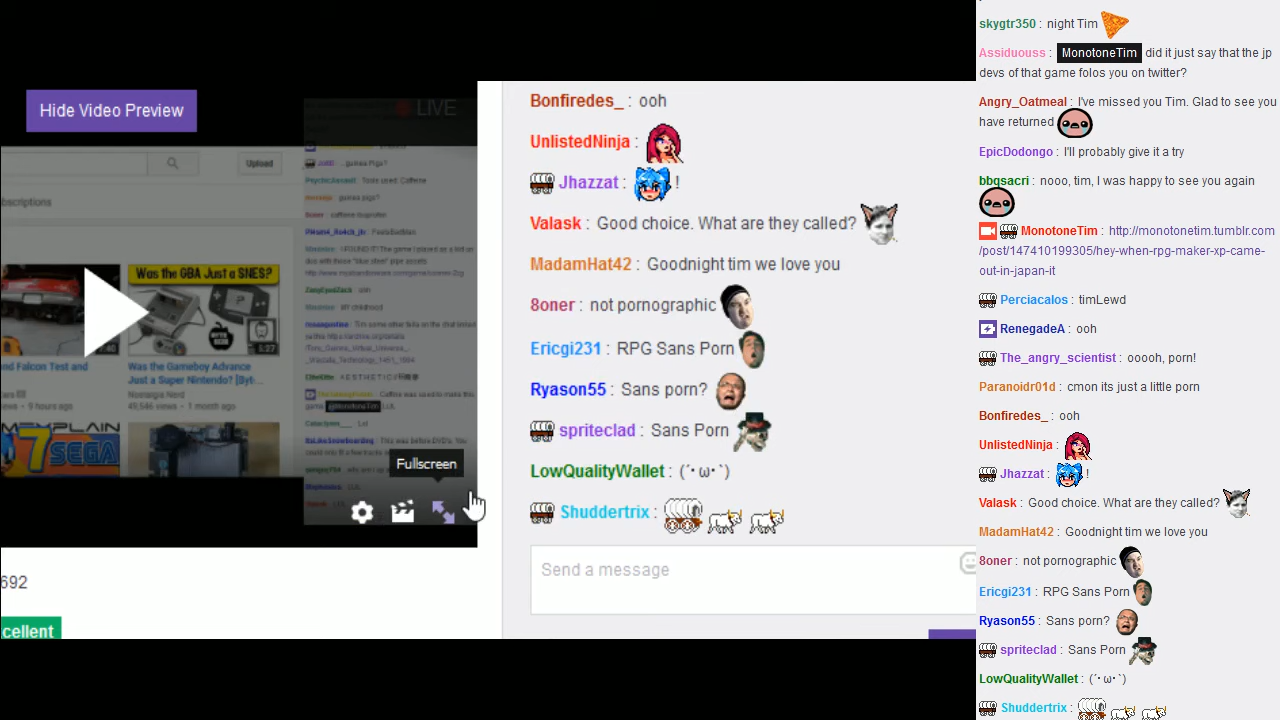 Hide Video Preview
LIVE
Upload
bscriptions
Was the GBA Just a SNES?
5:37
nd Falcon Test and
Was the Gameboy Advance
Just a Super Nintendo? [Byt...
Nostalgia Nerd
9 hours ago
49,546 views • 1 month ago
7 SEGA
Fullscreen
692
cellent
Bonfiredes_ : ooh
UnlistedNinja :
Jhazzat : !
Valask : Good choice. What are they called?
MadamHat42 : Goodnight tim we love you
8oner : not pornographic
Ericgi231 : RPG Sans Porn
Ryason55 : Sans porn?
spriteclad : Sans Porn
LowQualityWallet : (´･ω･`)
Shuddertrix :
Send a message
skygtr350 : night Tim
Assiduouss : MonotoneTim did it just say that the jp
devs of that game folos you on twitter?
Angry_Oatmeal : I've missed you Tim. Glad to see you
have returned
EpicDodongo : I'll probably give it a try
bbqsacri : nooo, tim, I was happy to see you again
MonotoneTim : http://monotonetim.tumblr.com
/post/147410199305/hey-when-rpg-maker-xp-came-
out-in-japan-it
Perciacalos : timLewd
RenegadeA : ooh
The_angry_scientist : ooooh, porn!
Paranoidr01d : cmon its just a little porn
Bonfiredes_ : ooh
UnlistedNinja :
Jhazzat : !
Valask : Good choice. What are they called?
MadamHat42 : Goodnight tim we love you
8oner : not pornographic
Ericgi231 : RPG Sans Porn
Ryason55 : Sans porn?
spriteclad : Sans Porn
LowQualityWallet : (´･ω･`)
Shuddertrix :